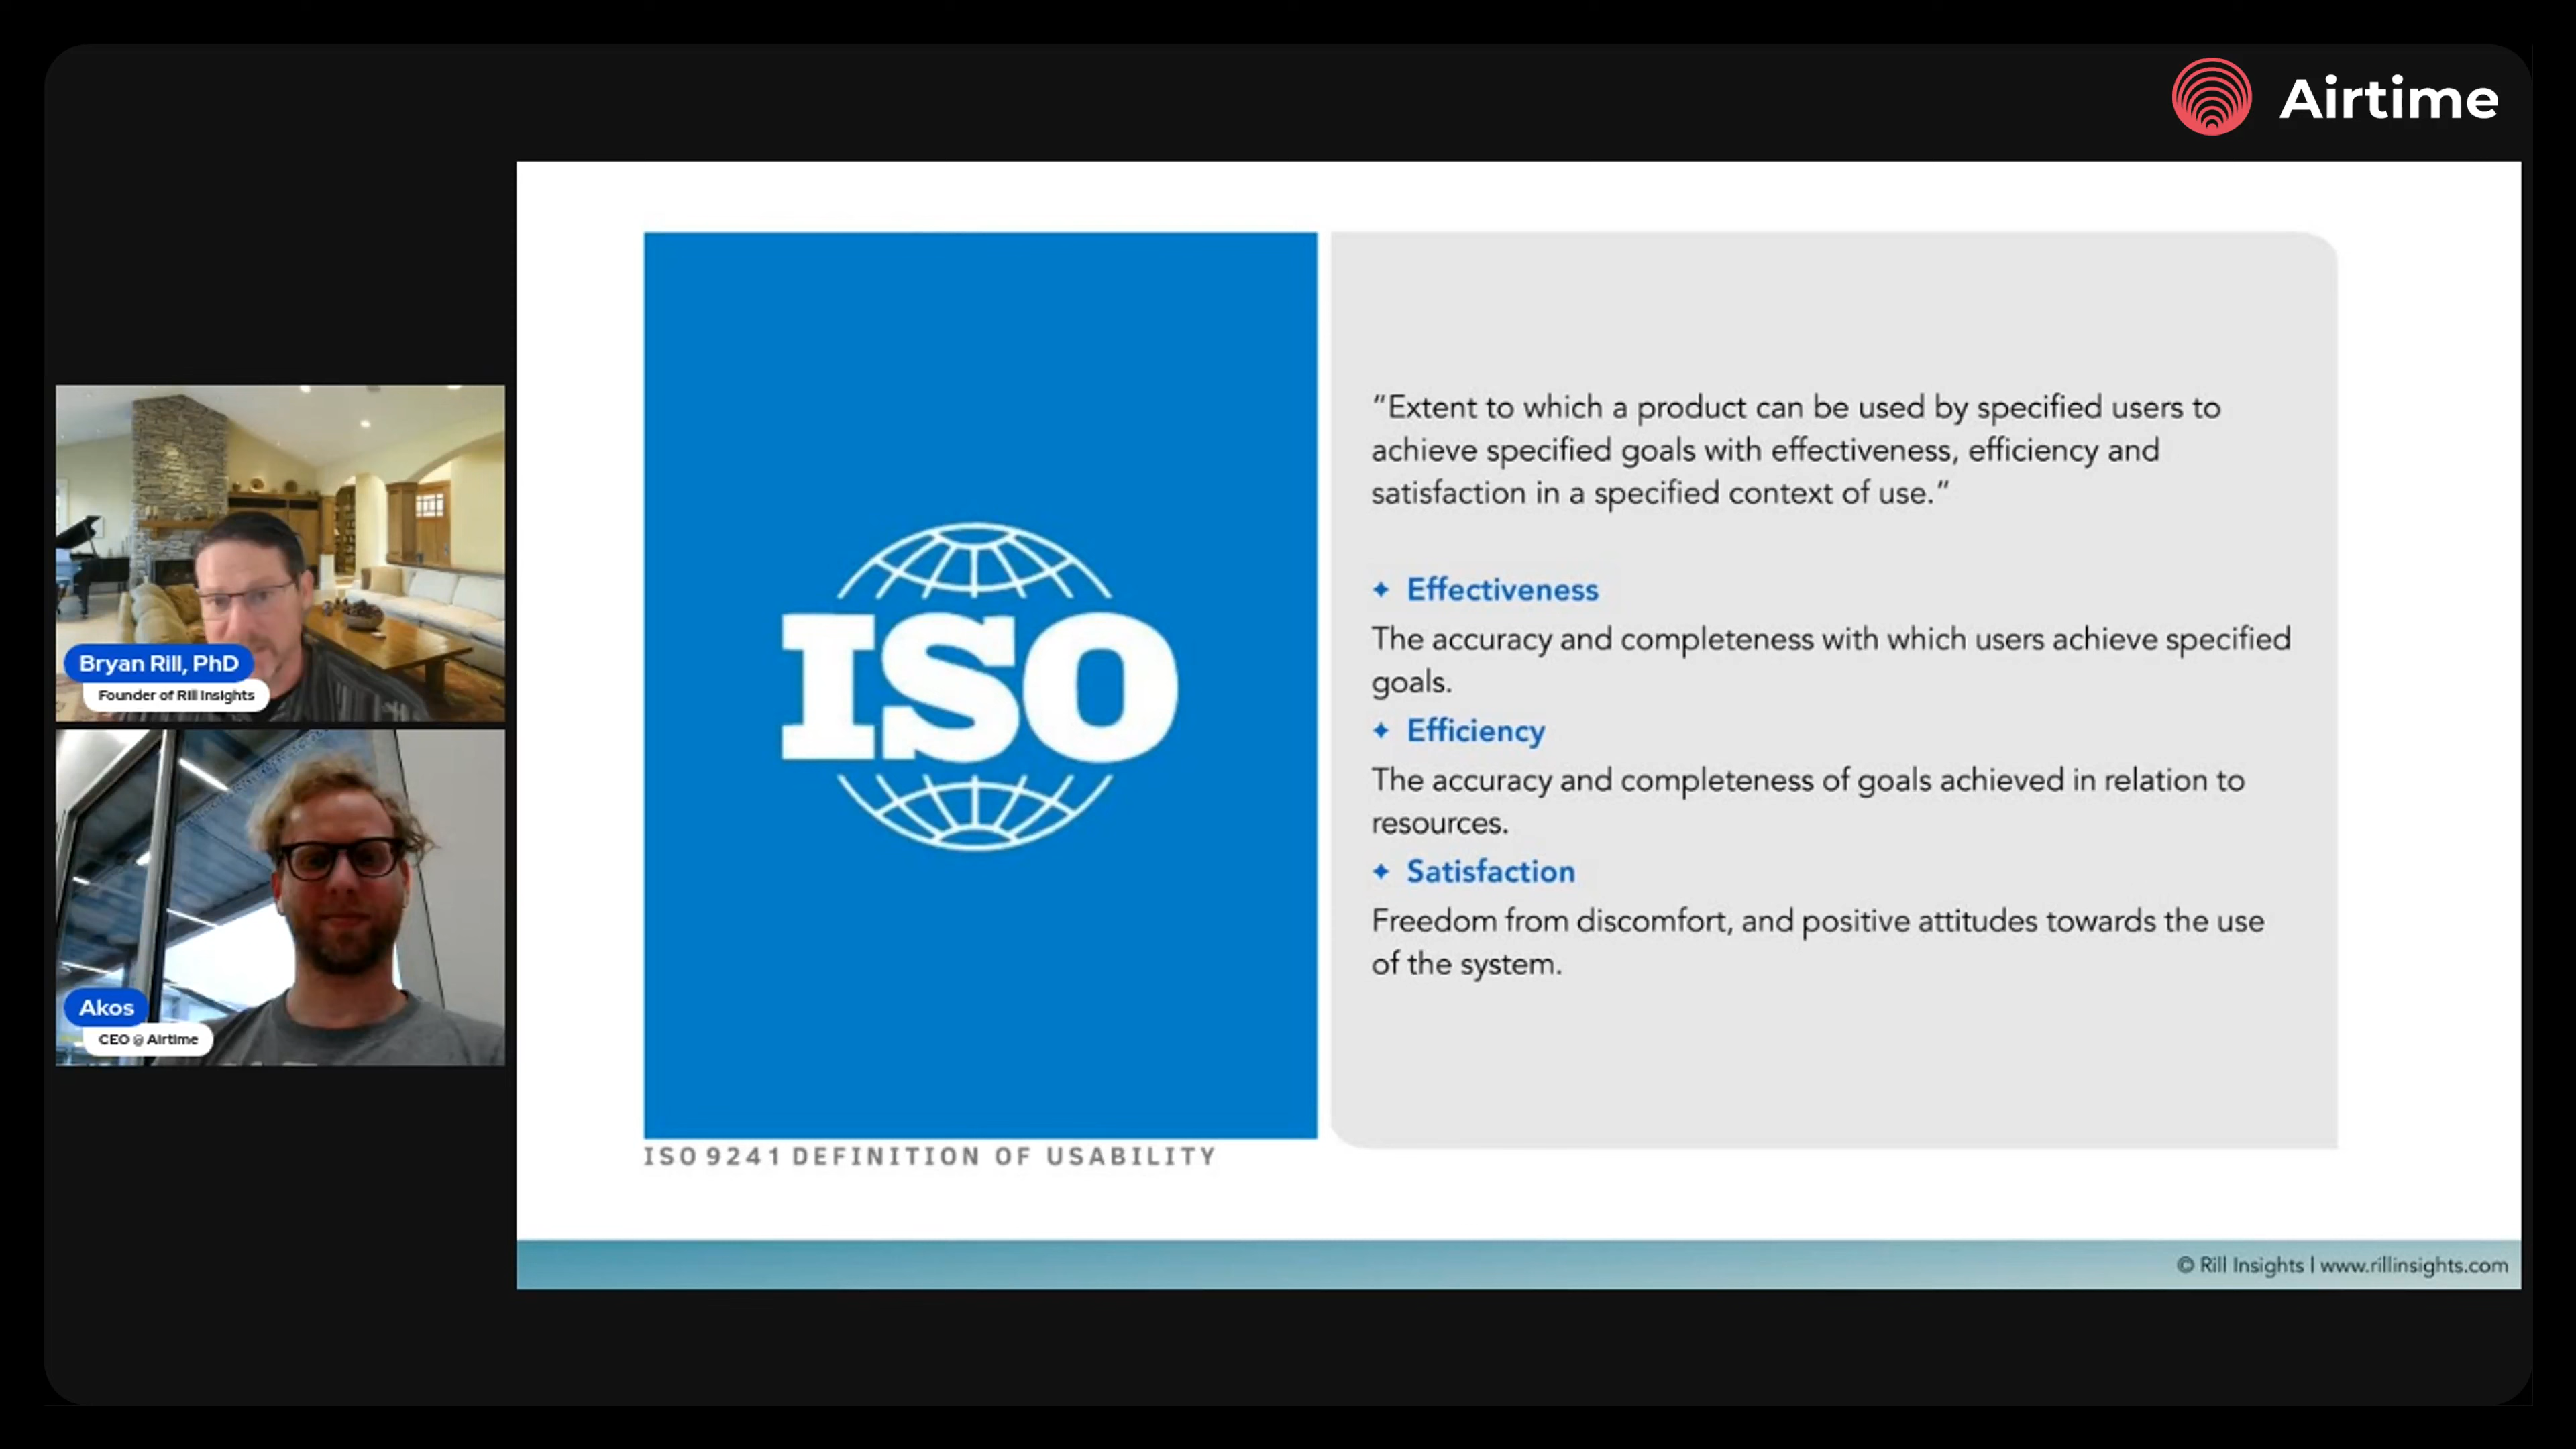 Airtime
Bryan Rill, PhD
Founder of Rill Insights
Akos
CEO @ Airtime
ISO
ISO 9241 DEFINITION OF USABILITY
“Extent to which a product can be used by specified users to
achieve specified goals with effectiveness, efficiency and
satisfaction in a specified context of use.”
✦ Effectiveness
The accuracy and completeness with which users achieve specified
goals.
✦ Efficiency
The accuracy and completeness of goals achieved in relation to
resources.
✦ Satisfaction
Freedom from discomfort, and positive attitudes towards the use
of the system.
© Rill Insights | www.rillinsights.com